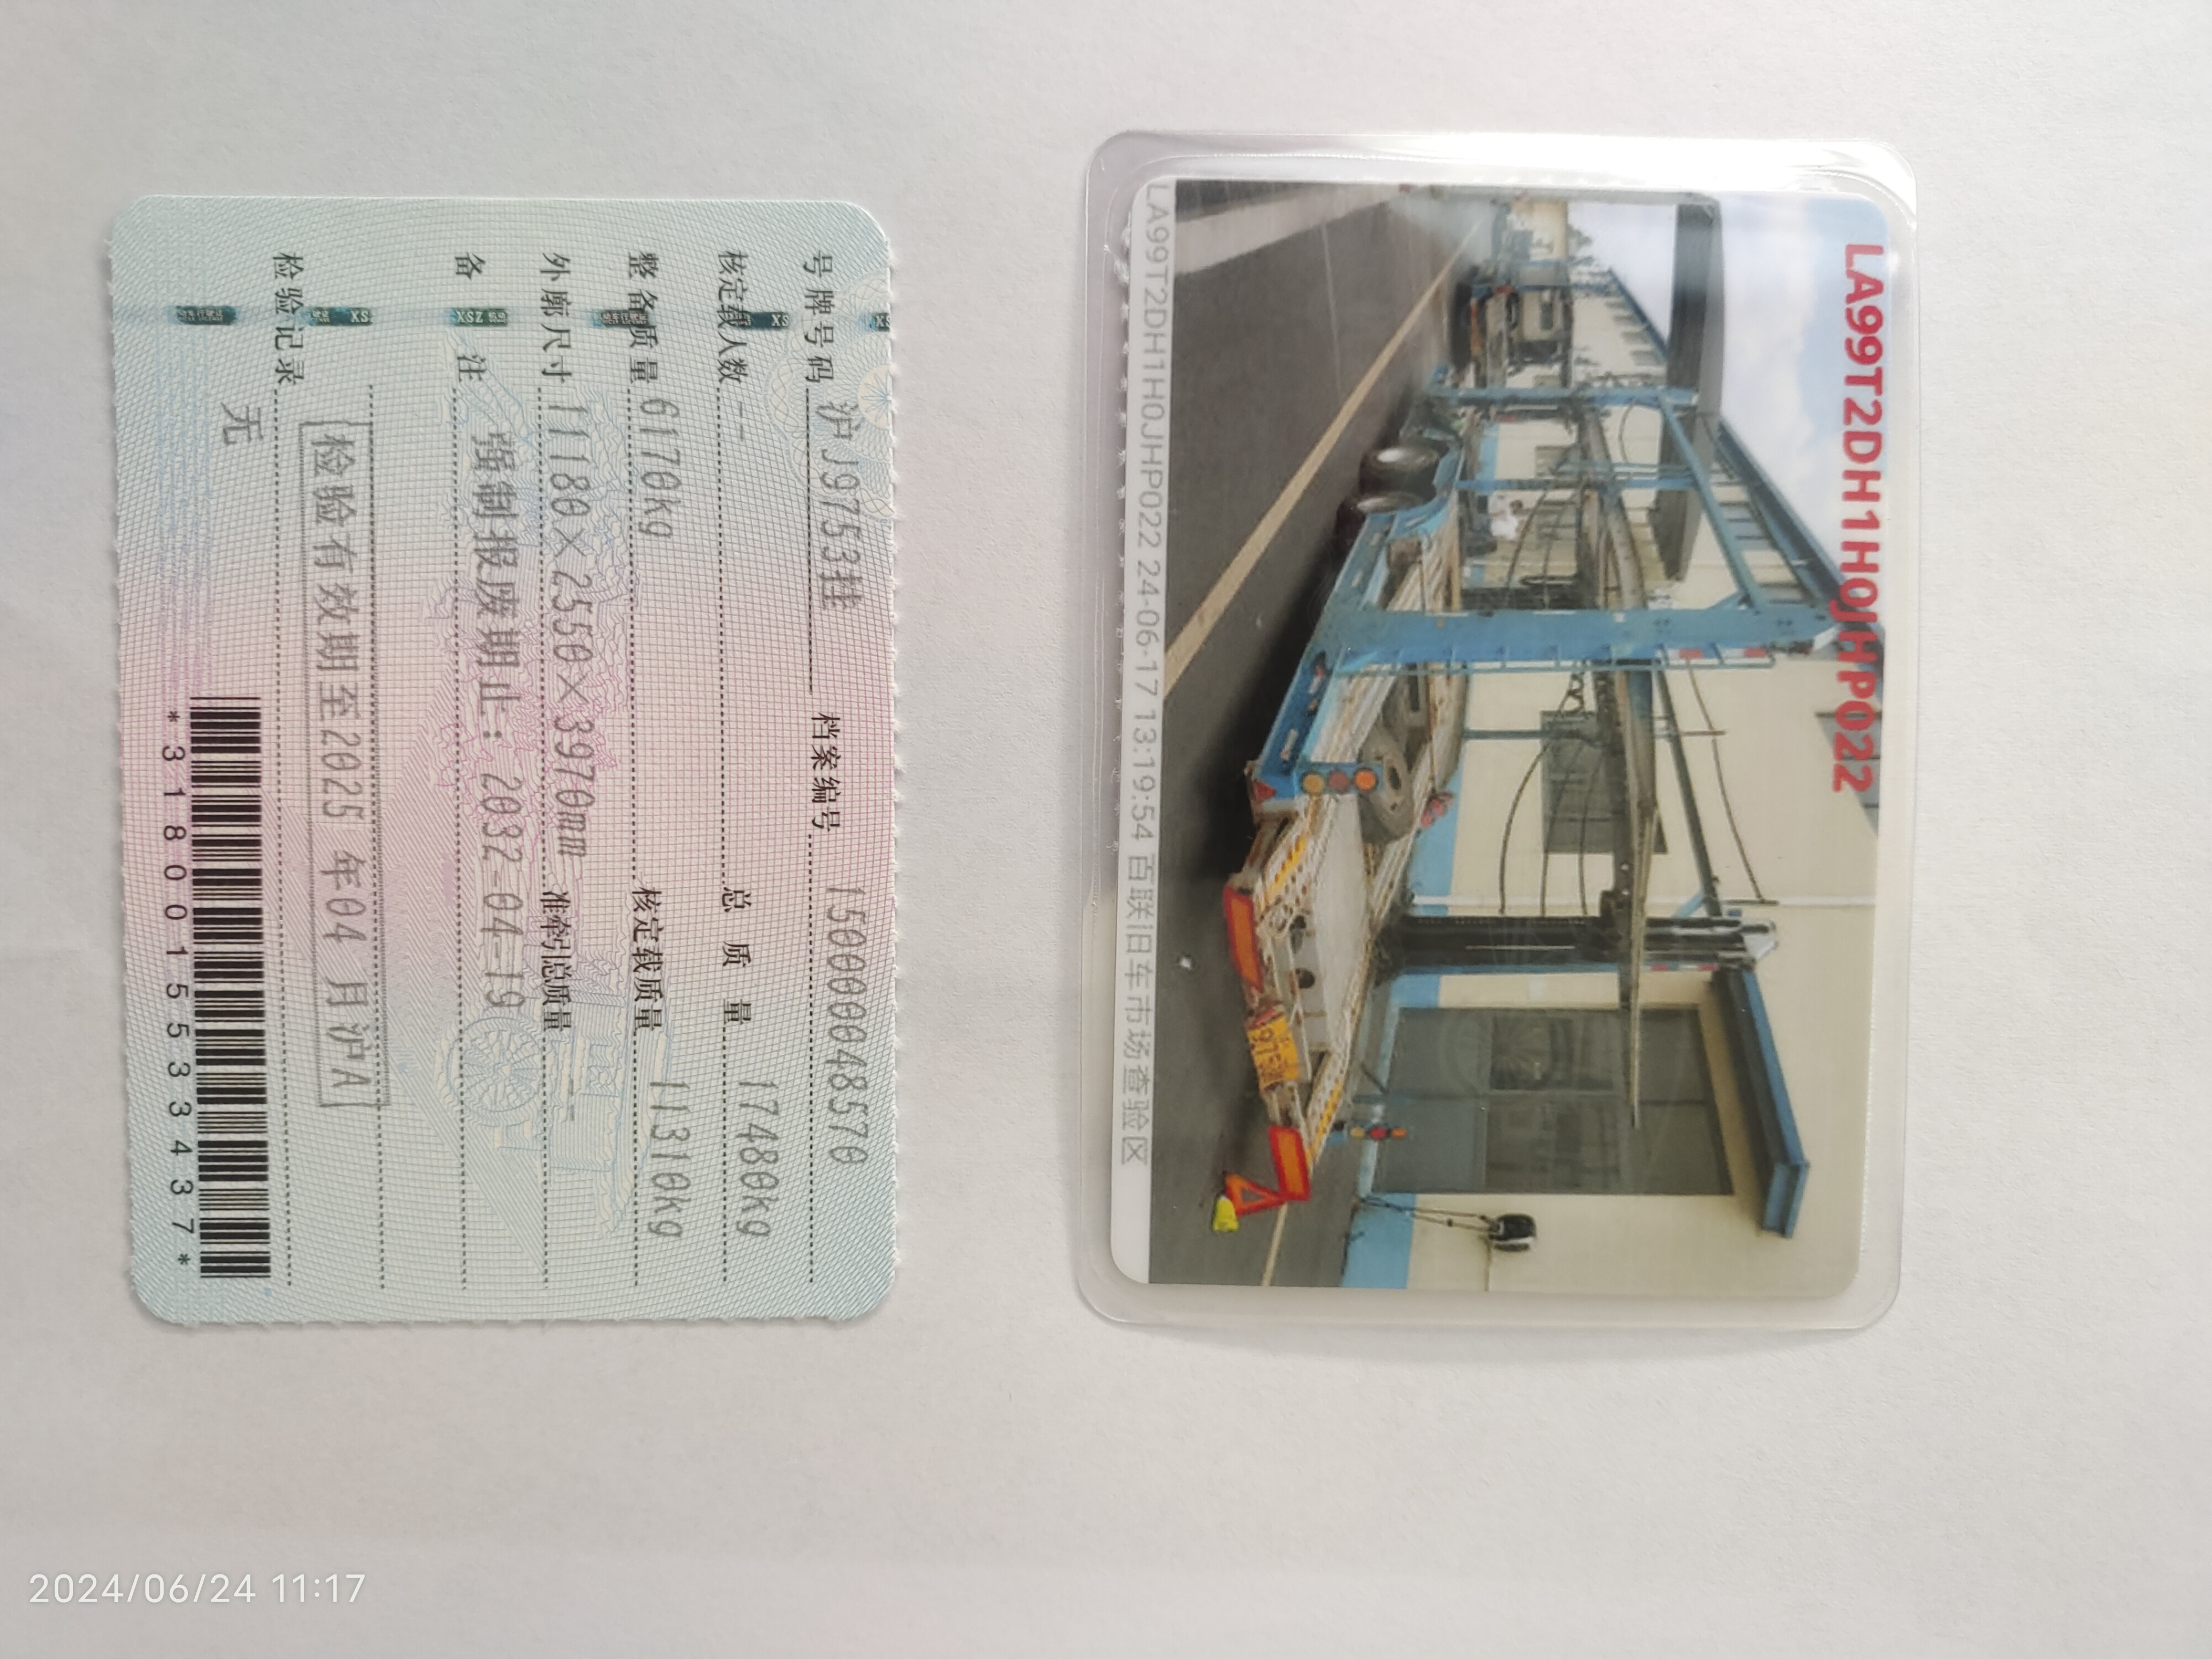 号牌号码 沪J9753挂 档案编号 150000048570
核定载人数 -- 总质量 17480kg
整备质量 6170kg 核定载质量 11310kg
外廓尺寸 11180×2550×3970mm 准牵引总质量 --
备注 强制报废期止：2032-04-19
检验有效期至2025年04月沪A
检验记录
无
*3180015533437*
LA99T2DH1H0JHP022
LA99T2DH1H0JHP022 24-06-17 13:19:54 百联旧车市场查验区
2024/06/24 11:17